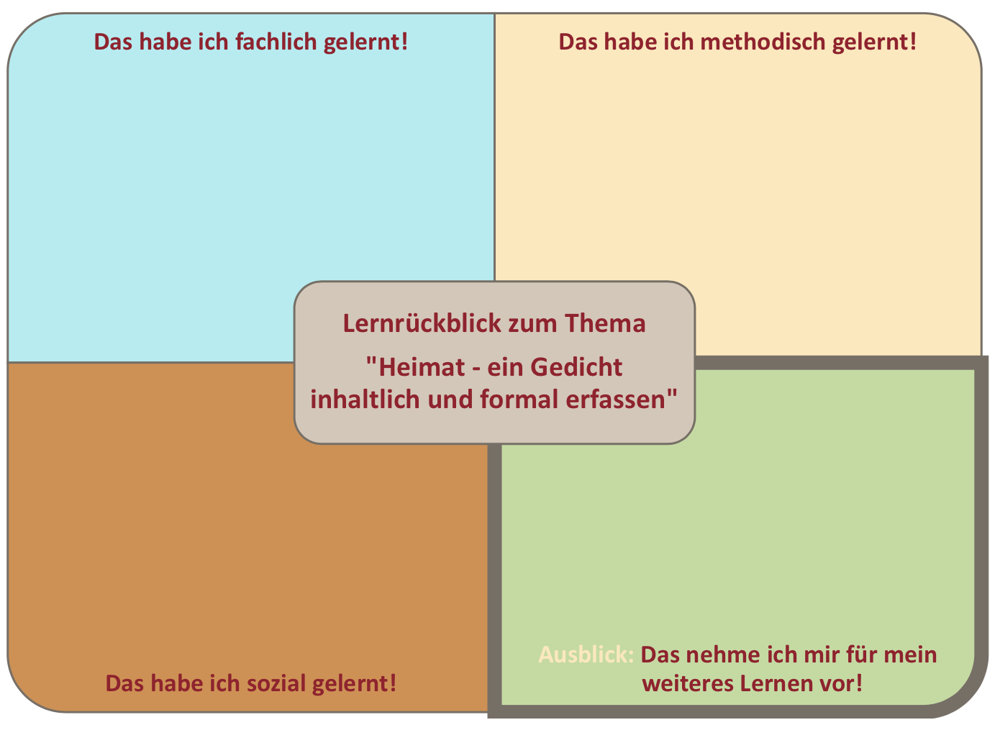 Das habe ich fachlich gelernt!
Das habe ich methodisch gelernt!
Lernrückblick zum Thema
"Heimat - ein Gedicht
inhaltlich und formal erfassen"
Das habe ich sozial gelernt!
Ausblick: Das nehme ich mir für mein
weiteres Lernen vor!